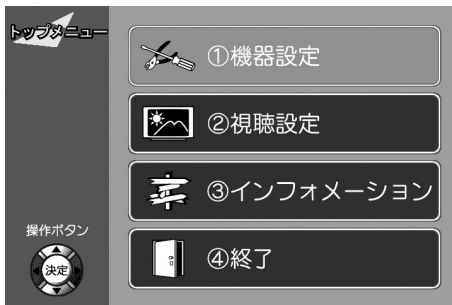 トップメニュー
①機器設定
②視聴設定
③インフォメーション
④終了
操作ボタン
決定